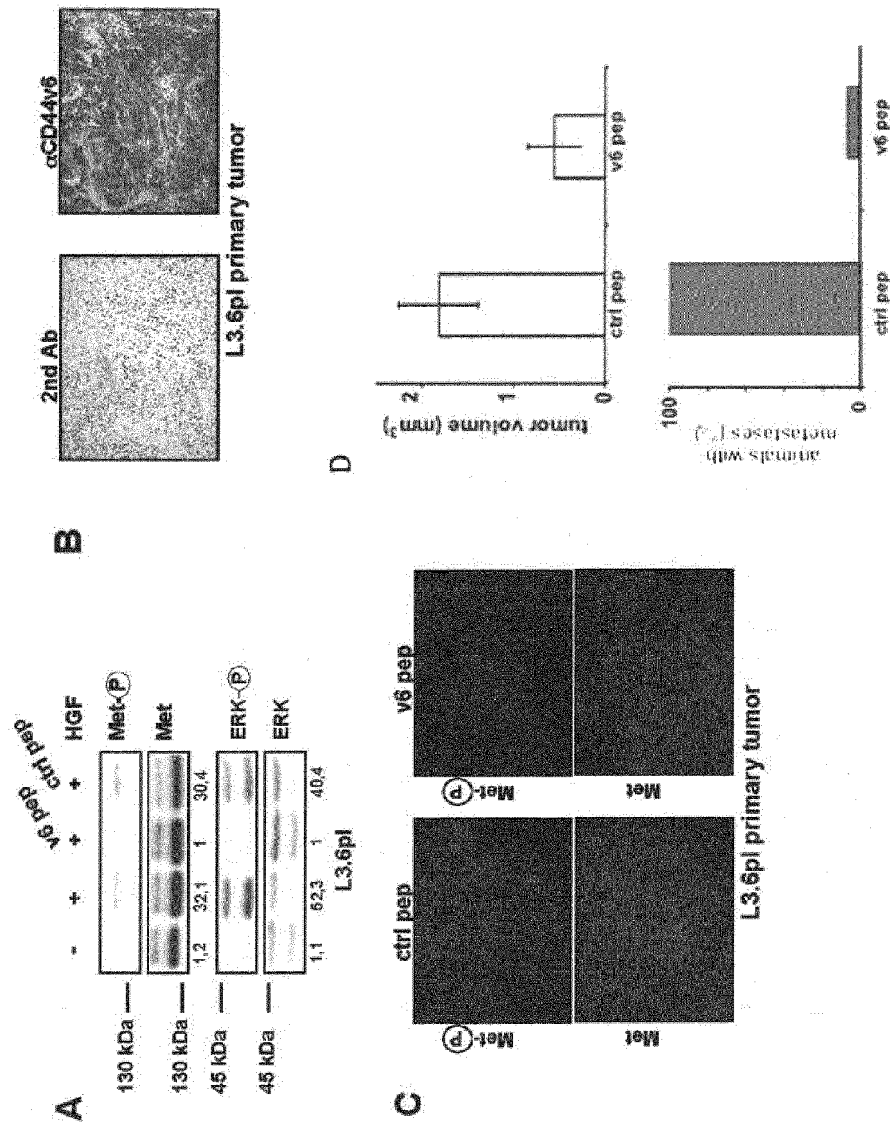 A
v6 pep
ctrl pep
- + + + HGF
130 kDa Met-P
130 kDa Met
1,2 32,1 1 30,4
45 kDa ERK-P
45 kDa ERK
1,1 52,3 1 40,4
L3.6pl
B
2nd Ab αCD44v6
L3.6pl primary tumor
C
ctrl pep v6 pep
Met-P Met-P
Met Met
L3.6pl primary tumor
D
tumor volume (mm³)
2
1
0
ctrl pep v6 pep
animals with
metastases (%)
100
0
ctrl pep v6 pep